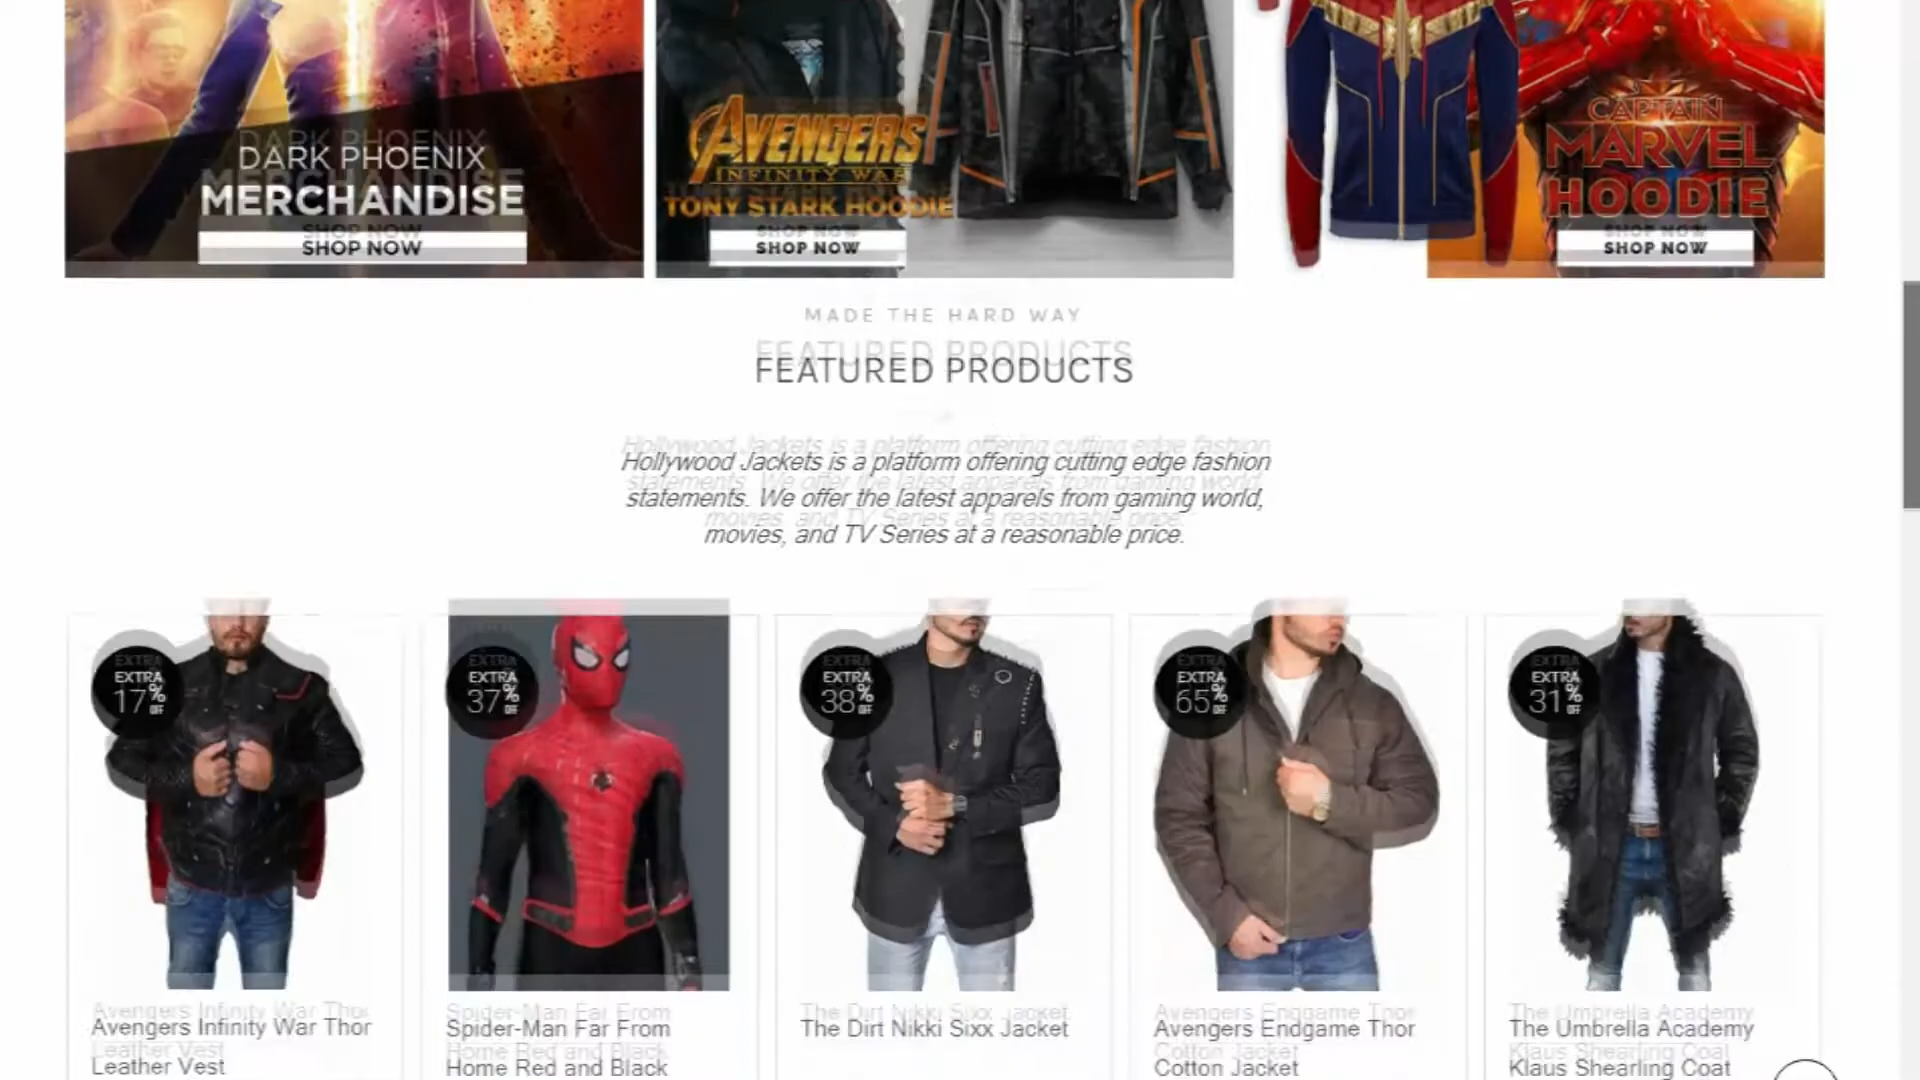 DARK PHOENIX
MERCHANDISE
SHOP NOW
AVENGERS
INFINITY WAR
TONY STARK HOODIE
SHOP NOW
CAPTAIN
MARVEL
HOODIE
SHOP NOW
MADE THE HARD WAY
FEATURED PRODUCTS
Hollywood Jackets is a platform offering cutting edge fashion
statements. We offer the latest apparels from gaming world,
movies, and TV Series at a reasonable price.
EXTRA
17% OFF
EXTRA
37% OFF
EXTRA
38% OFF
EXTRA
65% OFF
EXTRA
31% OFF
Avengers Infinity War Thor
Leather Vest
Spider-Man Far From
Home Red and Black
The Dirt Nikki Sixx Jacket
Avengers Endgame Thor
Cotton Jacket
The Umbrella Academy
Klaus Shearling Coat